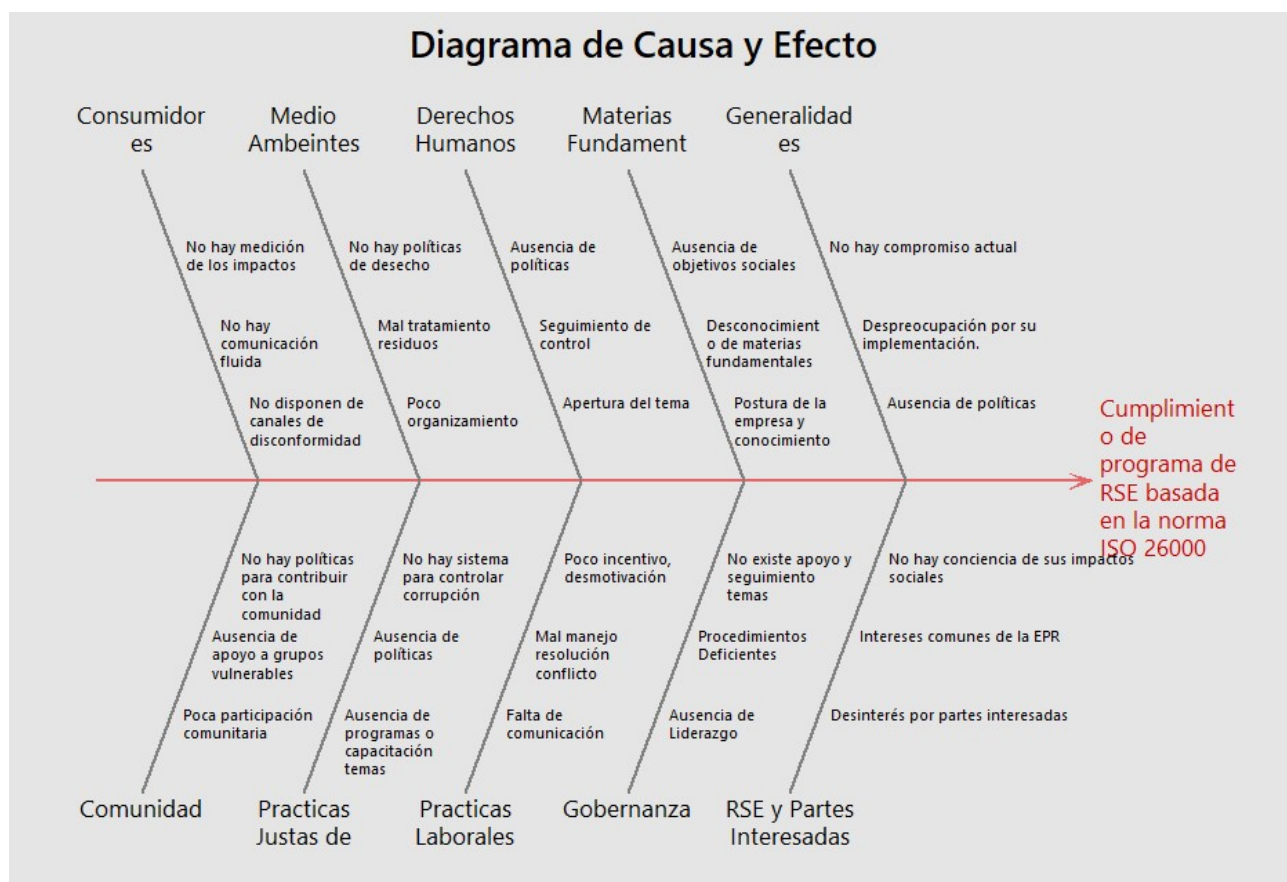 Diagrama de Causa y Efecto
Consumidor
es
Medio
Ambeintes
Derechos
Humanos
Materias
Fundament
Generalidad
es
No hay medición
de los impactos
No hay
comunicación
fluida
No disponen de
canales de
disconformidad
No hay políticas
de desecho
Mal tratamiento
residuos
Poco
organizamiento
Ausencia de
políticas
Seguimiento de
control
Apertura del tema
Ausencia de
objetivos sociales
Desconocimient
o de materias
fundamentales
Postura de la
empresa y
conocimiento
No hay compromiso actual
Despreocupación por su
implementación.
Ausencia de políticas
Cumplimient
o de
programa de
RSE basada
en la norma
ISO 26000
No hay políticas
para contribuir
con la
comunidad
Ausencia de
apoyo a grupos
vulnerables
Poca participación
comunitaria
No hay sistema
para controlar
corrupción
Ausencia de
políticas
Ausencia de
programas o
capacitación
temas
Poco incentivo,
desmotivación
Mal manejo
resolución
conflicto
Falta de
comunicación
No existe apoyo y
seguimiento
temas
Procedimientos
Deficientes
Ausencia de
Liderazgo
No hay conciencia de sus impactos
sociales
Intereses comunes de la EPR
Desinterés por partes interesadas
Comunidad
Practicas
Justas de
Practicas
Laborales
Gobernanza
RSE y Partes
Interesadas